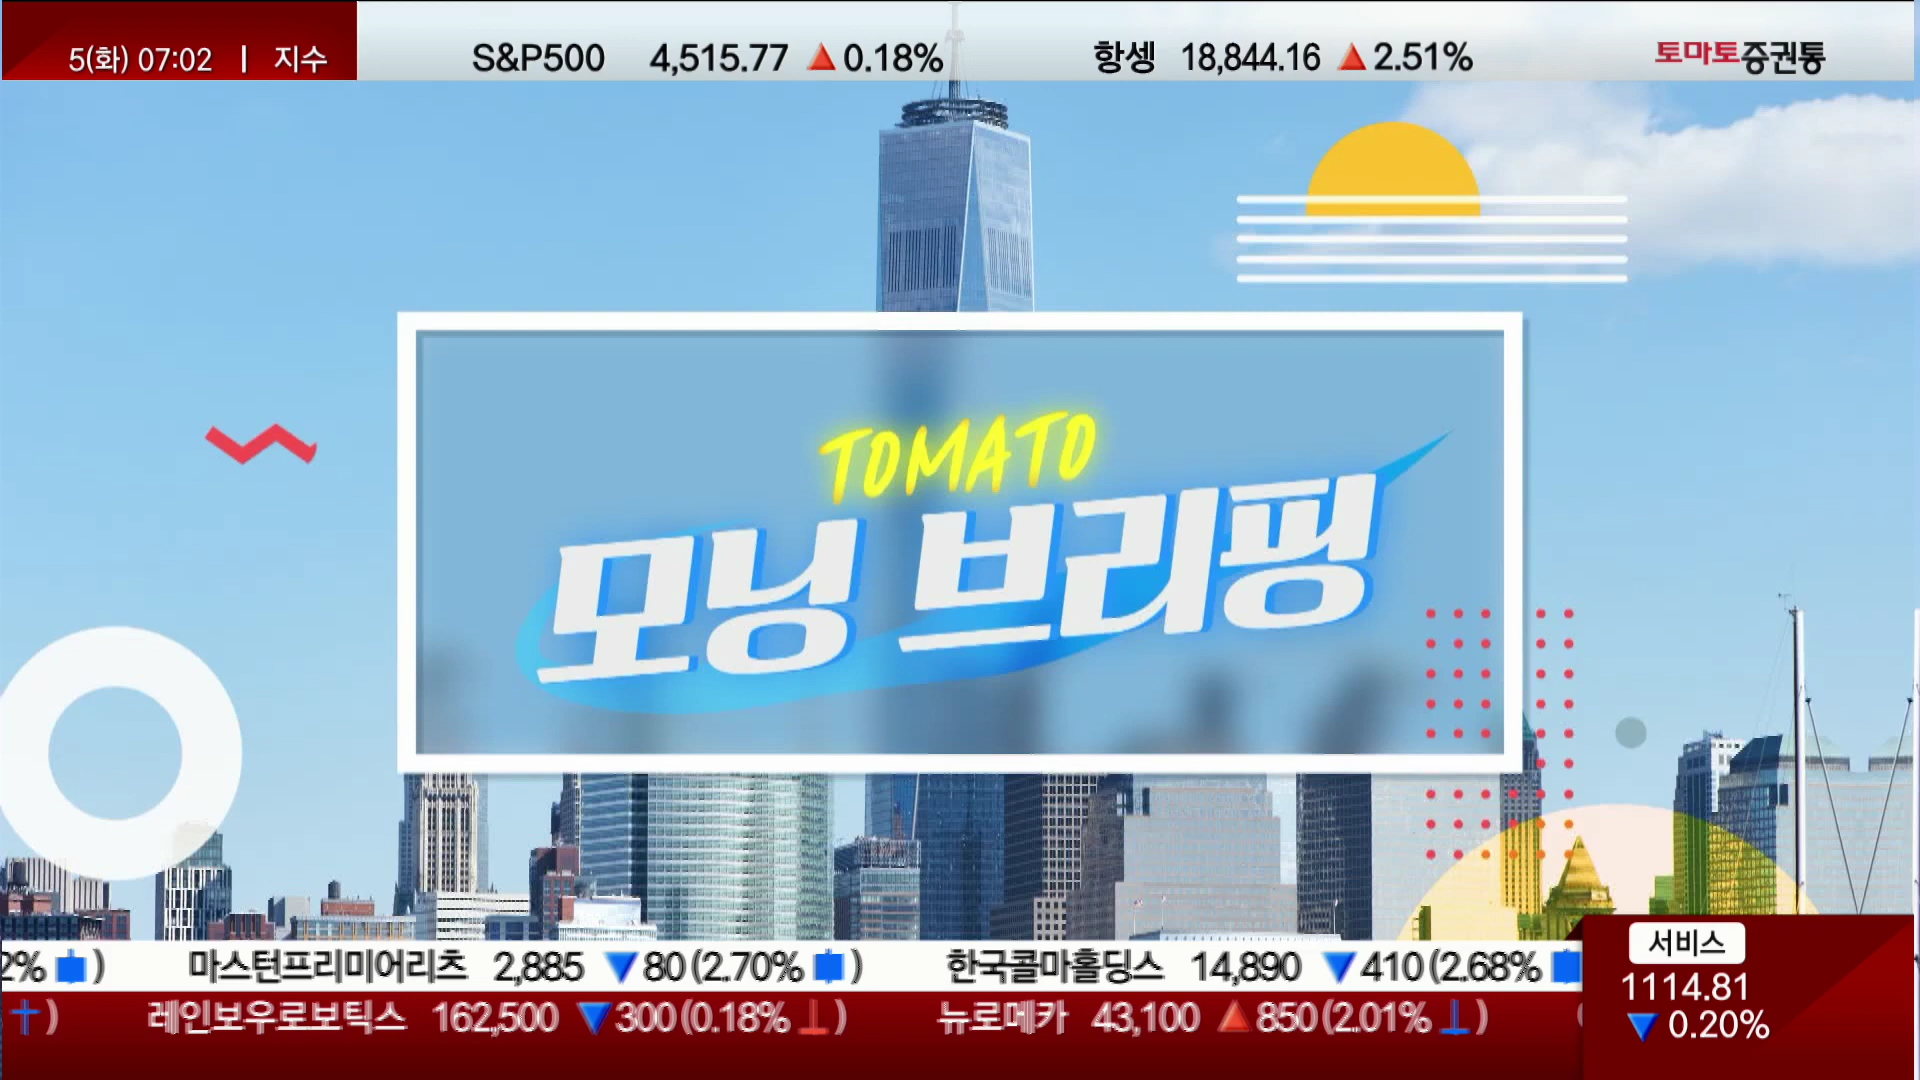 5(화) 07:02 | 지수 S&P500 4,515.77 ▲0.18% 항셍 18,844.16 ▲2.51% 토마토증권통
TOMATO
모닝 브리핑
2% ■) 마스턴프리미어리츠 2,885 ▼80(2.70% ■) 한국콜마홀딩스 14,890 ▼410(2.68% ■
†) 레인보우로보틱스 162,500 ▼300(0.18% ⊥) 뉴로메카 43,100 ▲850(2.01% ⊥)
서비스
1114.81
▼ 0.20%